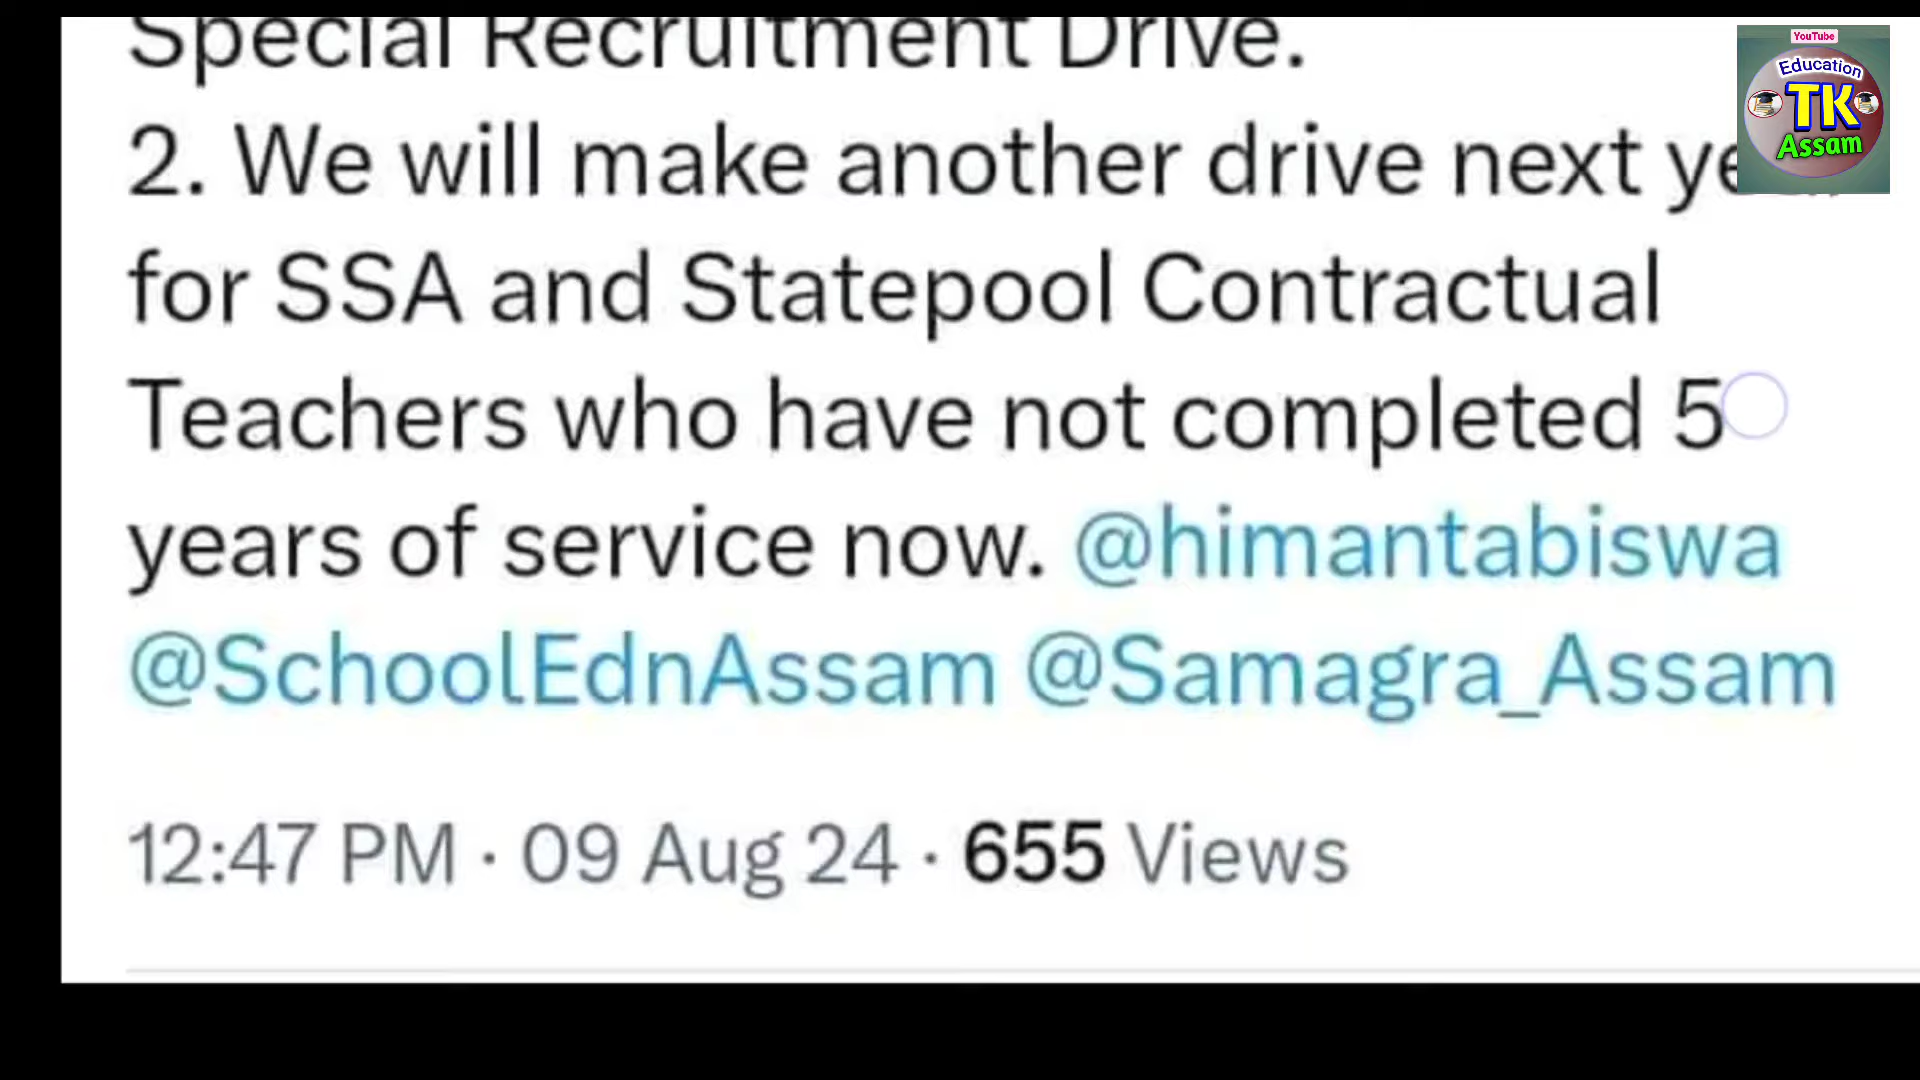 Special Recruitment Drive.
2. We will make another drive next
for SSA and Statepool Contractual
Teachers who have not completed 5
years of service now. @himantabiswa
@SchoolEdnAssam @Samagra_Assam
12:47 PM · 09 Aug 24 · 655 Views
YouTube
Education
TK
Assam